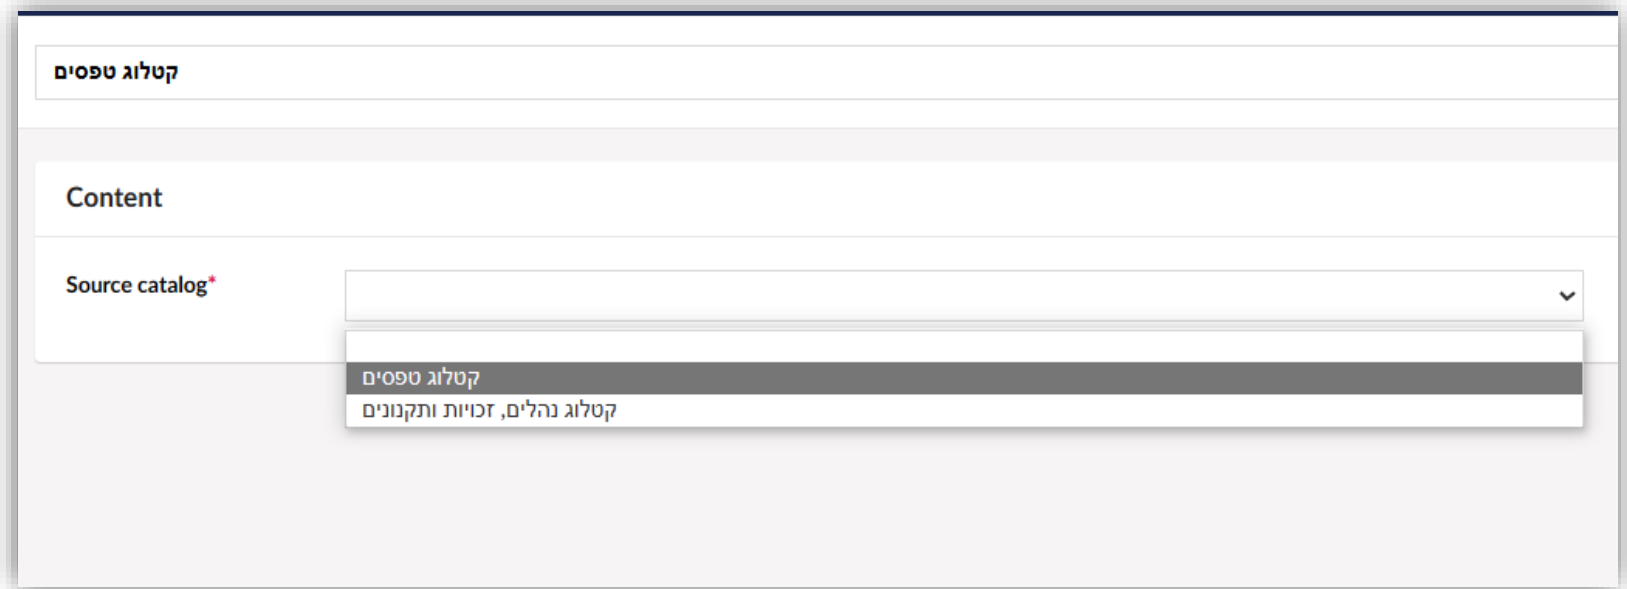 קטלוג טפסים
Content
Source catalog*
קטלוג טפסים
קטלוג נהלים, זכויות ותקנונים